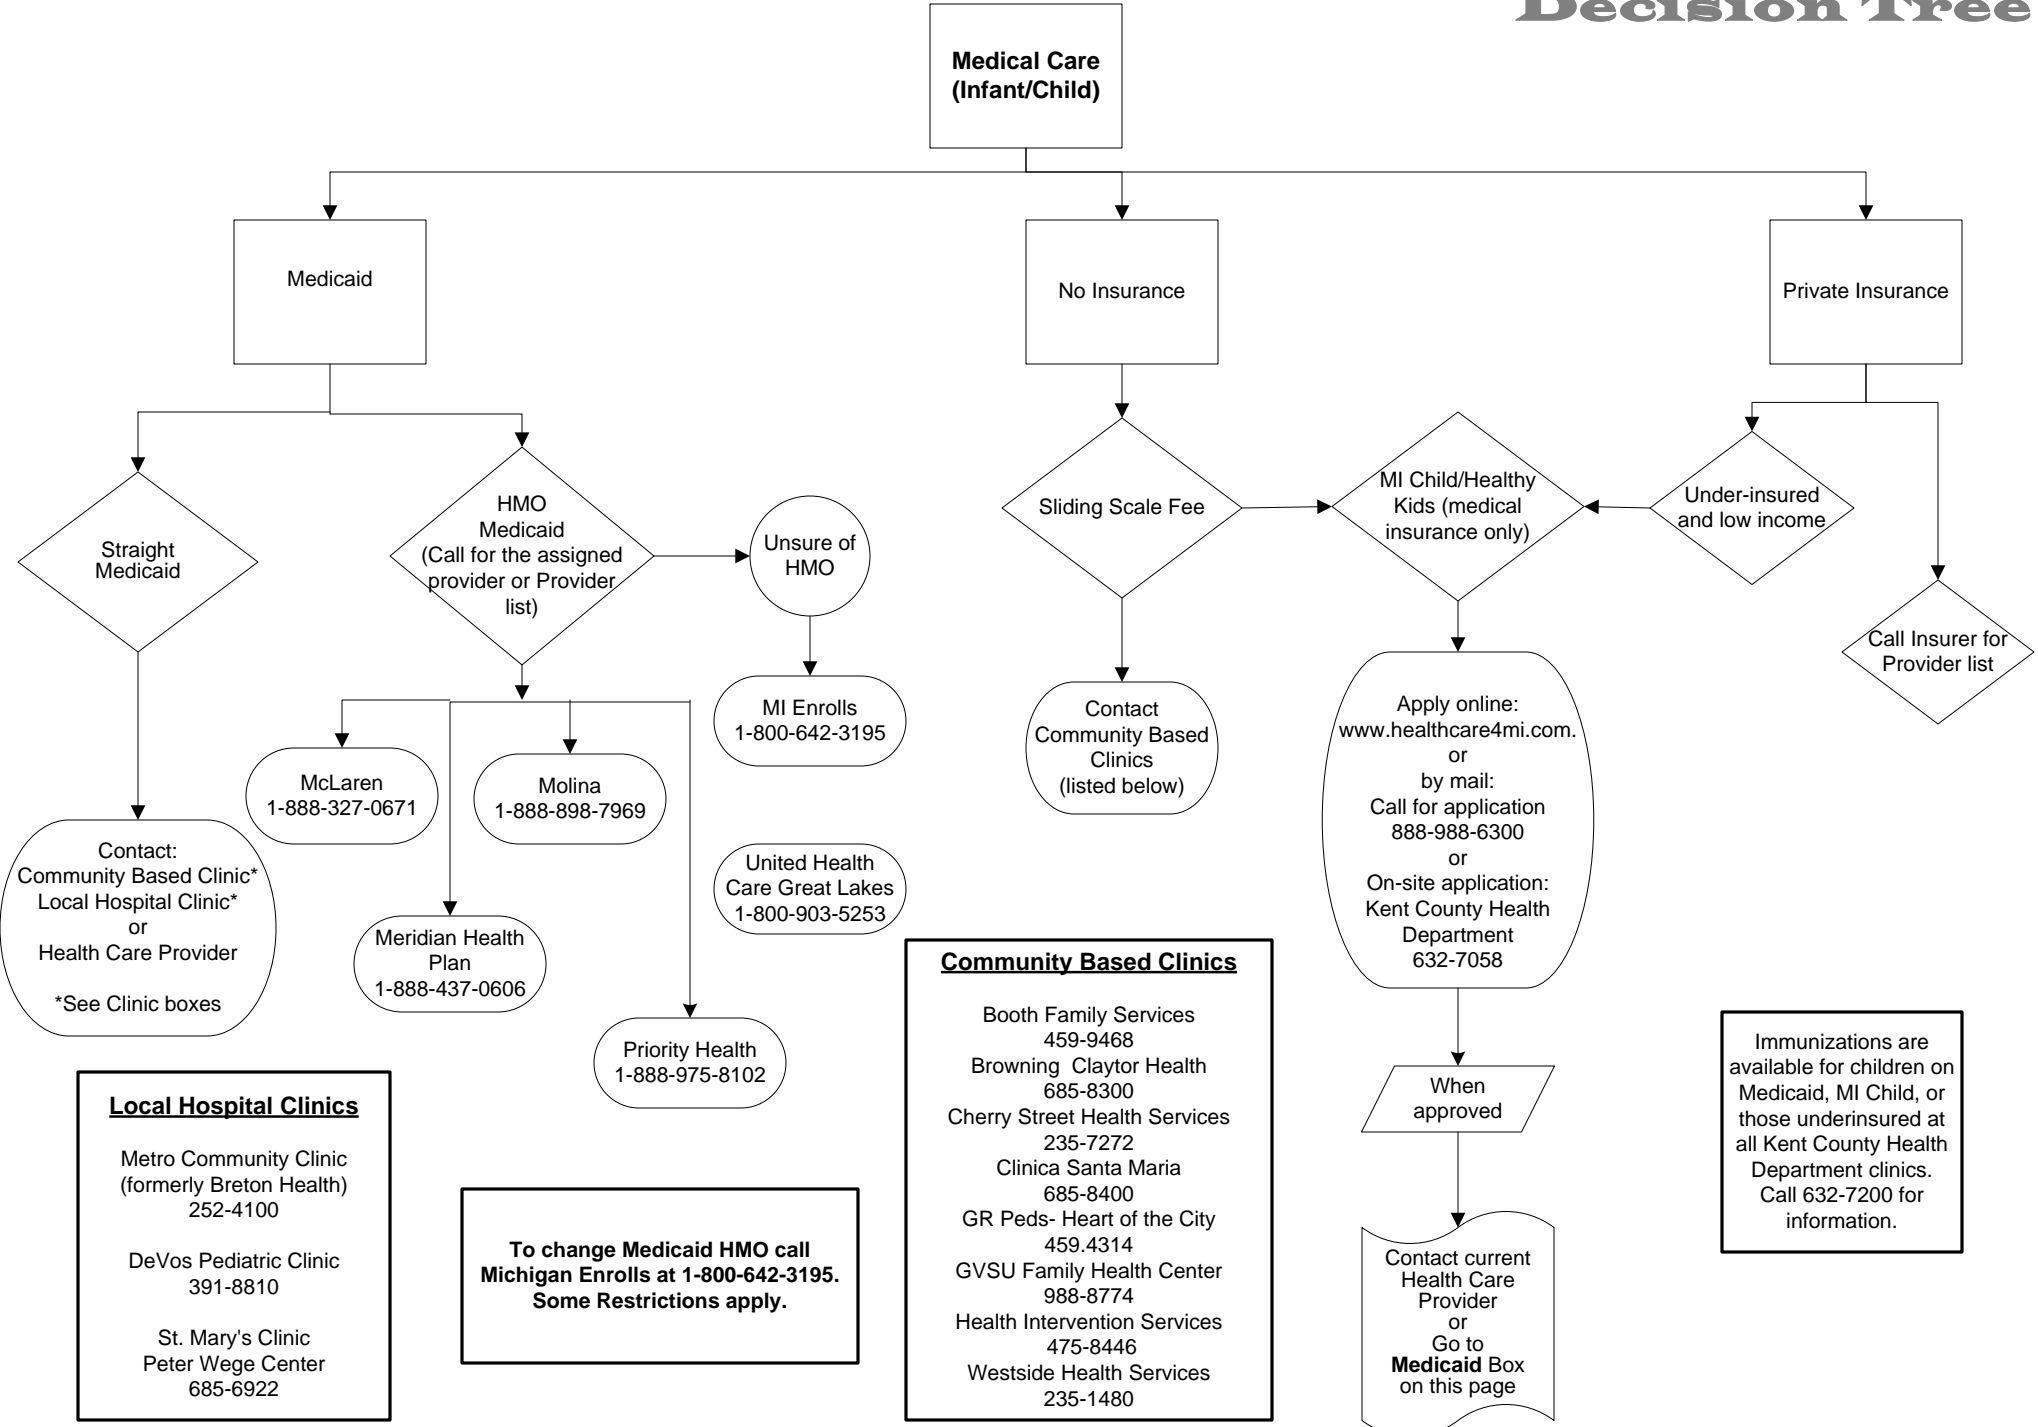 Decision Tree
Medical Care
(Infant/Child)
Medicaid
No Insurance
Private Insurance
Straight
Medicaid
HMO
Medicaid
(Call for the assigned
provider or Provider
list)
Unsure of
HMO
Sliding Scale Fee
MI Child/Healthy
Kids (medical
insurance only)
Under-insured
and low income
Call Insurer for
Provider list
MI Enrolls
1-800-642-3195
McLaren
1-888-327-0671
Molina
1-888-898-7969
United Health
Care Great Lakes
1-800-903-5253
Meridian Health
Plan
1-888-437-0606
Priority Health
1-888-975-8102
Contact
Community Based
Clinics
(listed below)
Apply online:
www.healthcare4mi.com.
or
by mail:
Call for application
888-988-6300
or
On-site application:
Kent County Health
Department
632-7058
Contact:
Community Based Clinic*
Local Hospital Clinic*
or
Health Care Provider
*See Clinic boxes
Local Hospital Clinics
Metro Community Clinic
(formerly Breton Health)
252-4100
DeVos Pediatric Clinic
391-8810
St. Mary's Clinic
Peter Wege Center
685-6922
To change Medicaid HMO call
Michigan Enrolls at 1-800-642-3195.
Some Restrictions apply.
Community Based Clinics
Booth Family Services
459-9468
Browning  Claytor Health
685-8300
Cherry Street Health Services
235-7272
Clinica Santa Maria
685-8400
GR Peds- Heart of the City
459.4314
GVSU Family Health Center
988-8774
Health Intervention Services
475-8446
Westside Health Services
235-1480
When
approved
Contact current
Health Care
Provider
or
Go to
Medicaid Box
on this page
Immunizations are
available for children on
Medicaid, MI Child, or
those underinsured at
all Kent County Health
Department clinics.
Call 632-7200 for
information.